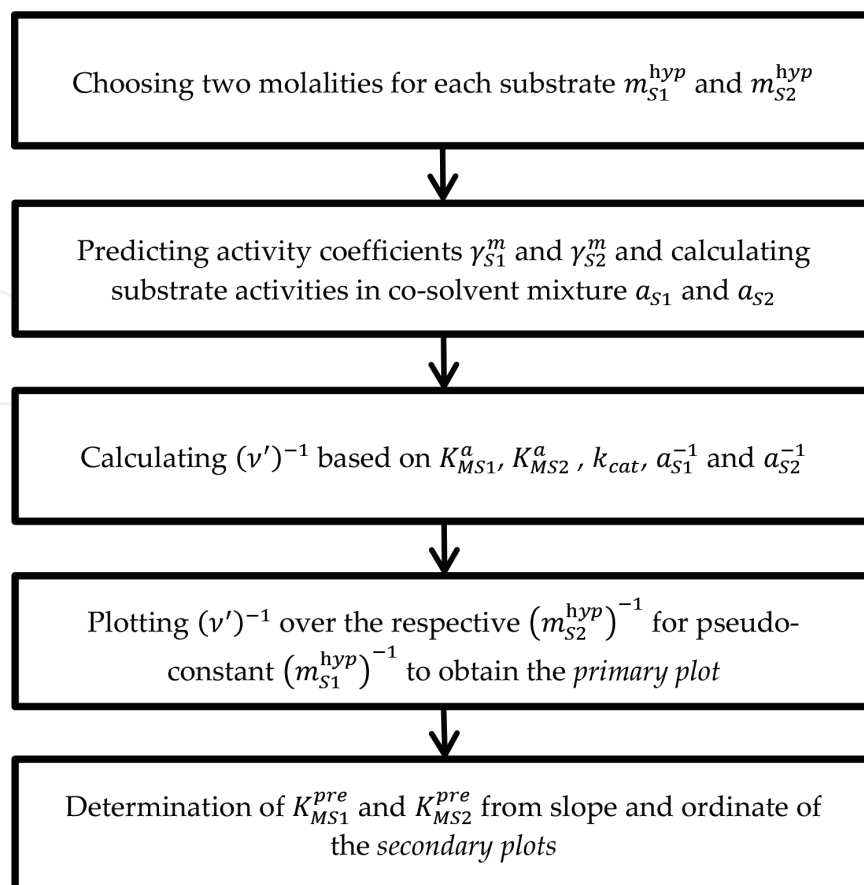 Choosing two molalities for each substrate $m_{S1}^{hyp}$ and $m_{S2}^{hyp}$
Predicting activity coefficients $\gamma_{S1}^{m}$ and $\gamma_{S2}^{m}$ and calculating
substrate activities in co-solvent mixture $a_{S1}$ and $a_{S2}$
Calculating $(\nu')^{-1}$ based on $K_{MS1}^{a}$, $K_{MS2}^{a}$ , $k_{cat}$, $a_{S1}^{-1}$ and $a_{S2}^{-1}$
Plotting $(\nu')^{-1}$ over the respective $(m_{S2}^{hyp})^{-1}$ for pseudo-
constant $(m_{S1}^{hyp})^{-1}$ to obtain the primary plot
Determination of $K_{MS1}^{pre}$ and $K_{MS2}^{pre}$ from slope and ordinate of
the secondary plots